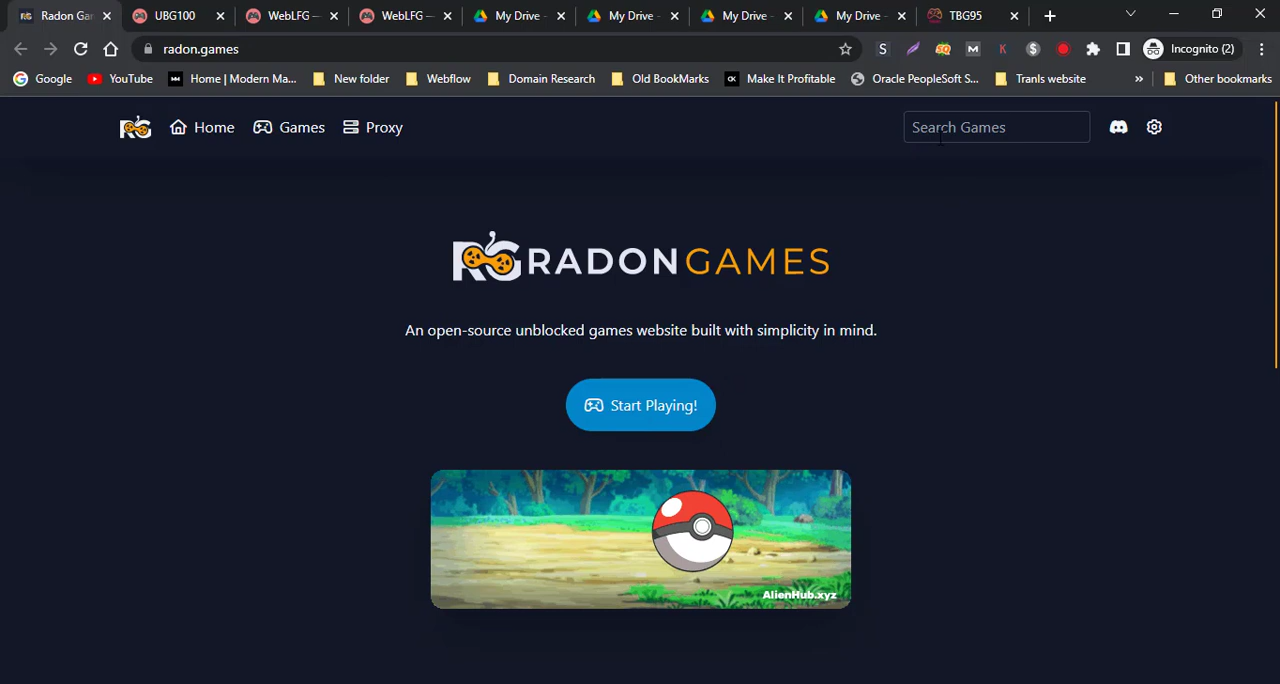 Radon Gar
UBG100
WebLFG —
WebLFG —
My Drive -
My Drive -
My Drive -
My Drive -
TBG95
radon.games
Incognito (2)
Google
YouTube
Home | Modern Ma...
New folder
Webflow
Domain Research
Old BookMarks
Make It Profitable
Oracle PeopleSoft S...
Tranls website
»
Other bookmarks
RG
Home
Games
Proxy
Search Games
RG RADONGAMES
An open-source unblocked games website built with simplicity in mind.
Start Playing!
AlienHub.xyz